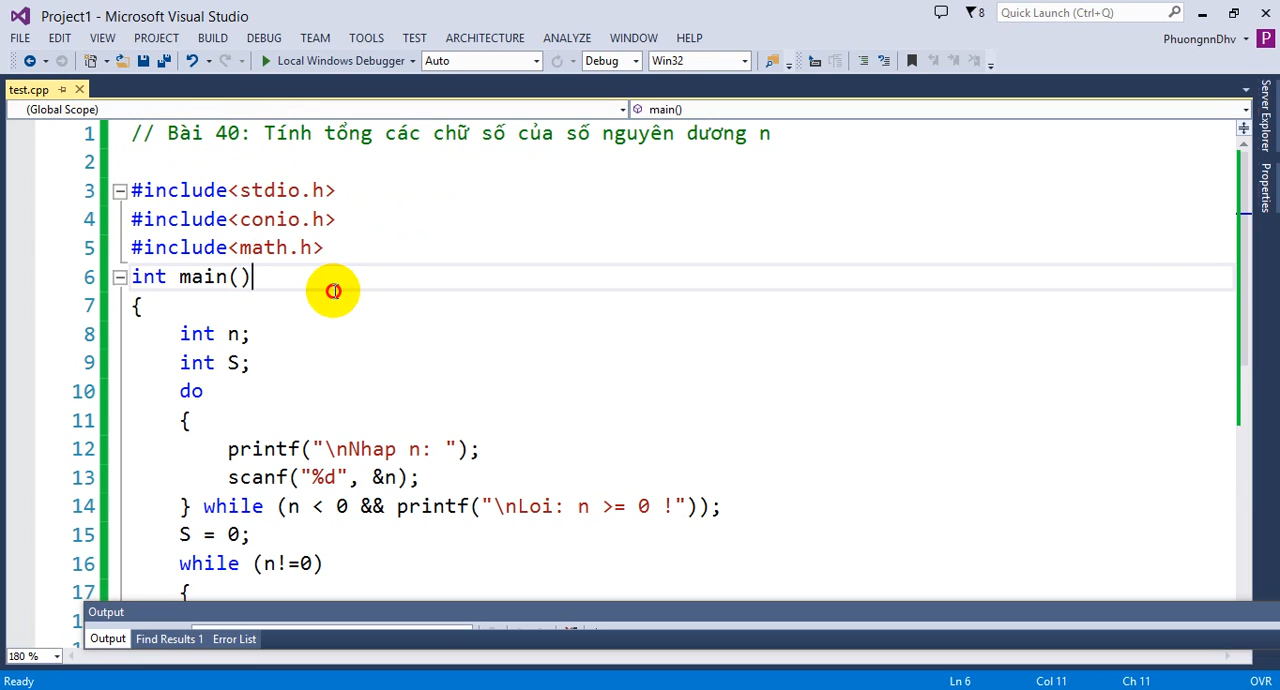 Project1 - Microsoft Visual Studio
8
Quick Launch (Ctrl+Q)
FILE EDIT VIEW PROJECT BUILD DEBUG TEAM TOOLS TEST ARCHITECTURE ANALYZE WINDOW HELP
PhuongnnDhv P
Local Windows Debugger Auto Debug Win32
test.cpp
(Global Scope) main()
1 // Bài 40: Tính tổng các chữ số của số nguyên dương n
2
3 #include<stdio.h>
4 #include<conio.h>
5 #include<math.h>
6 int main()
7 {
8 int n;
9 int S;
10 do
11 {
12 printf("\nNhap n: ");
13 scanf("%d", &n);
14 } while (n < 0 && printf("\nLoi: n >= 0 !"));
15 S = 0;
16 while (n!=0)
17 {
Server Explorer
Properties
Output
Output Find Results 1 Error List
180 %
Ready Ln 6 Col 11 Ch 11 OVR